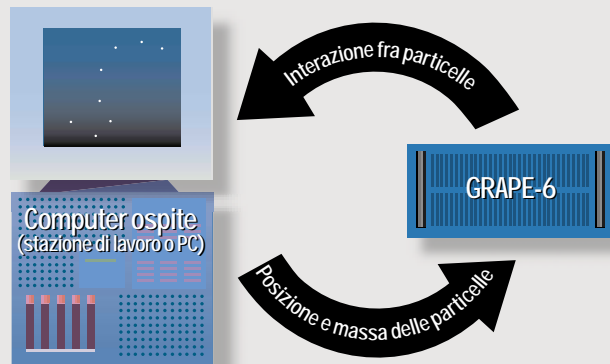 Interazione fra particelle
GRAPE-6
Computer ospite
(stazione di lavoro o PC)
Posizione e massa delle particelle